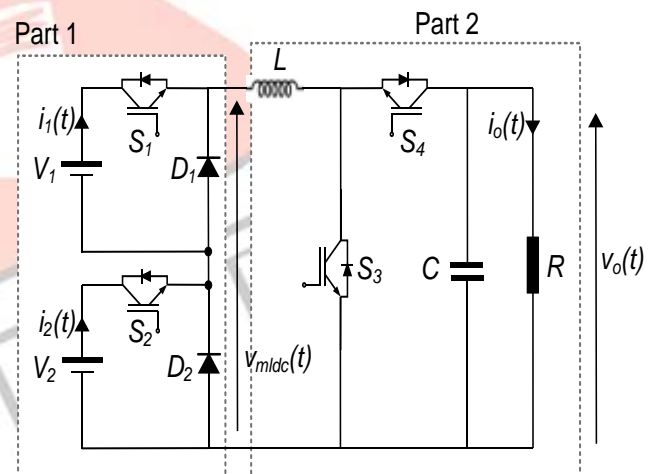 Part 1
Part 2
L
i1(t)
S1
V1
D1
S4
io(t)
S3
C
R
vo(t)
i2(t)
S2
V2
D2
vmldc(t)